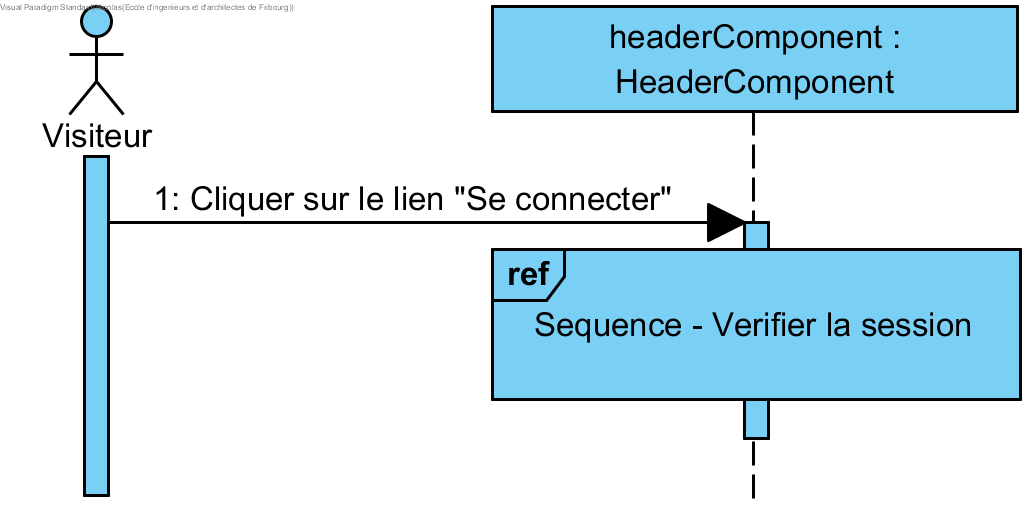 Visual Paradigm Standard(Nicolas(Ecole d'ingenieurs et d'architectes de Fribourg))
headerComponent :
HeaderComponent
Visiteur
1: Cliquer sur le lien "Se connecter"
ref
Sequence - Verifier la session